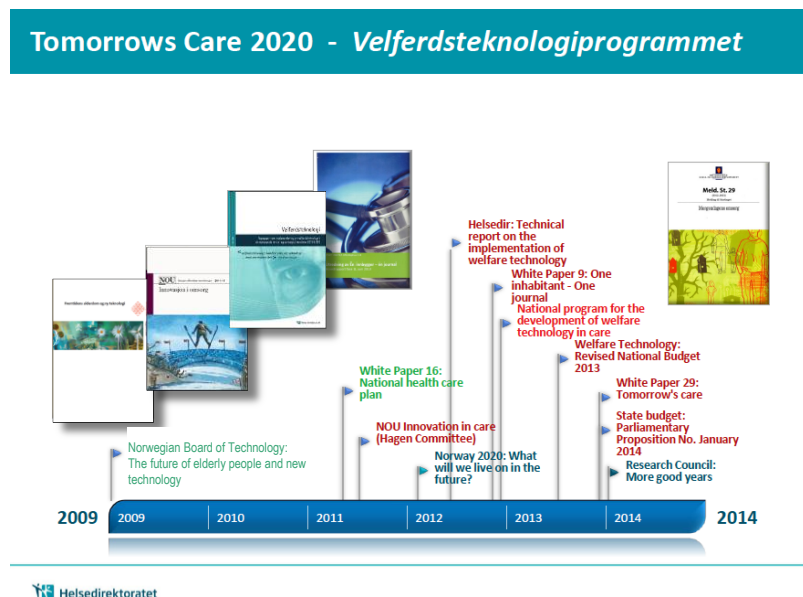 Tomorrows Care 2020 - Velferdsteknologiprogrammet
Meld. St. 29
Morgendagens omsorg
Velferdsteknologi
NOU
Innovasjon i omsorg
Fremtidens alderdom og ny teknologi
Helsedir: Technical
report on the
implementation of
welfare technology
White Paper 9: One
inhabitant - One
journal
National program for the
development of welfare
technology in care
Welfare Technology:
Revised National Budget
2013
White Paper 16:
National health care
plan
White Paper 29:
Tomorrow's care
NOU Innovation in care
(Hagen Committee)
State budget:
Parliamentary
Proposition No. January
2014
Norwegian Board of Technology:
The future of elderly people and new
technology
Norway 2020: What
will we live on in the
future?
Research Council:
More good years
2009
2009
2010
2011
2012
2013
2014
2014
Helsedirektoratet